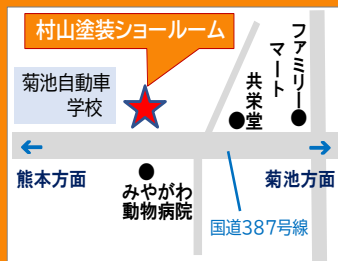 村山塗装ショールーム
菊池自動車
学校
共栄堂
ファミリー
マート
熊本方面
菊池方面
みやがわ
動物病院
国道387号線